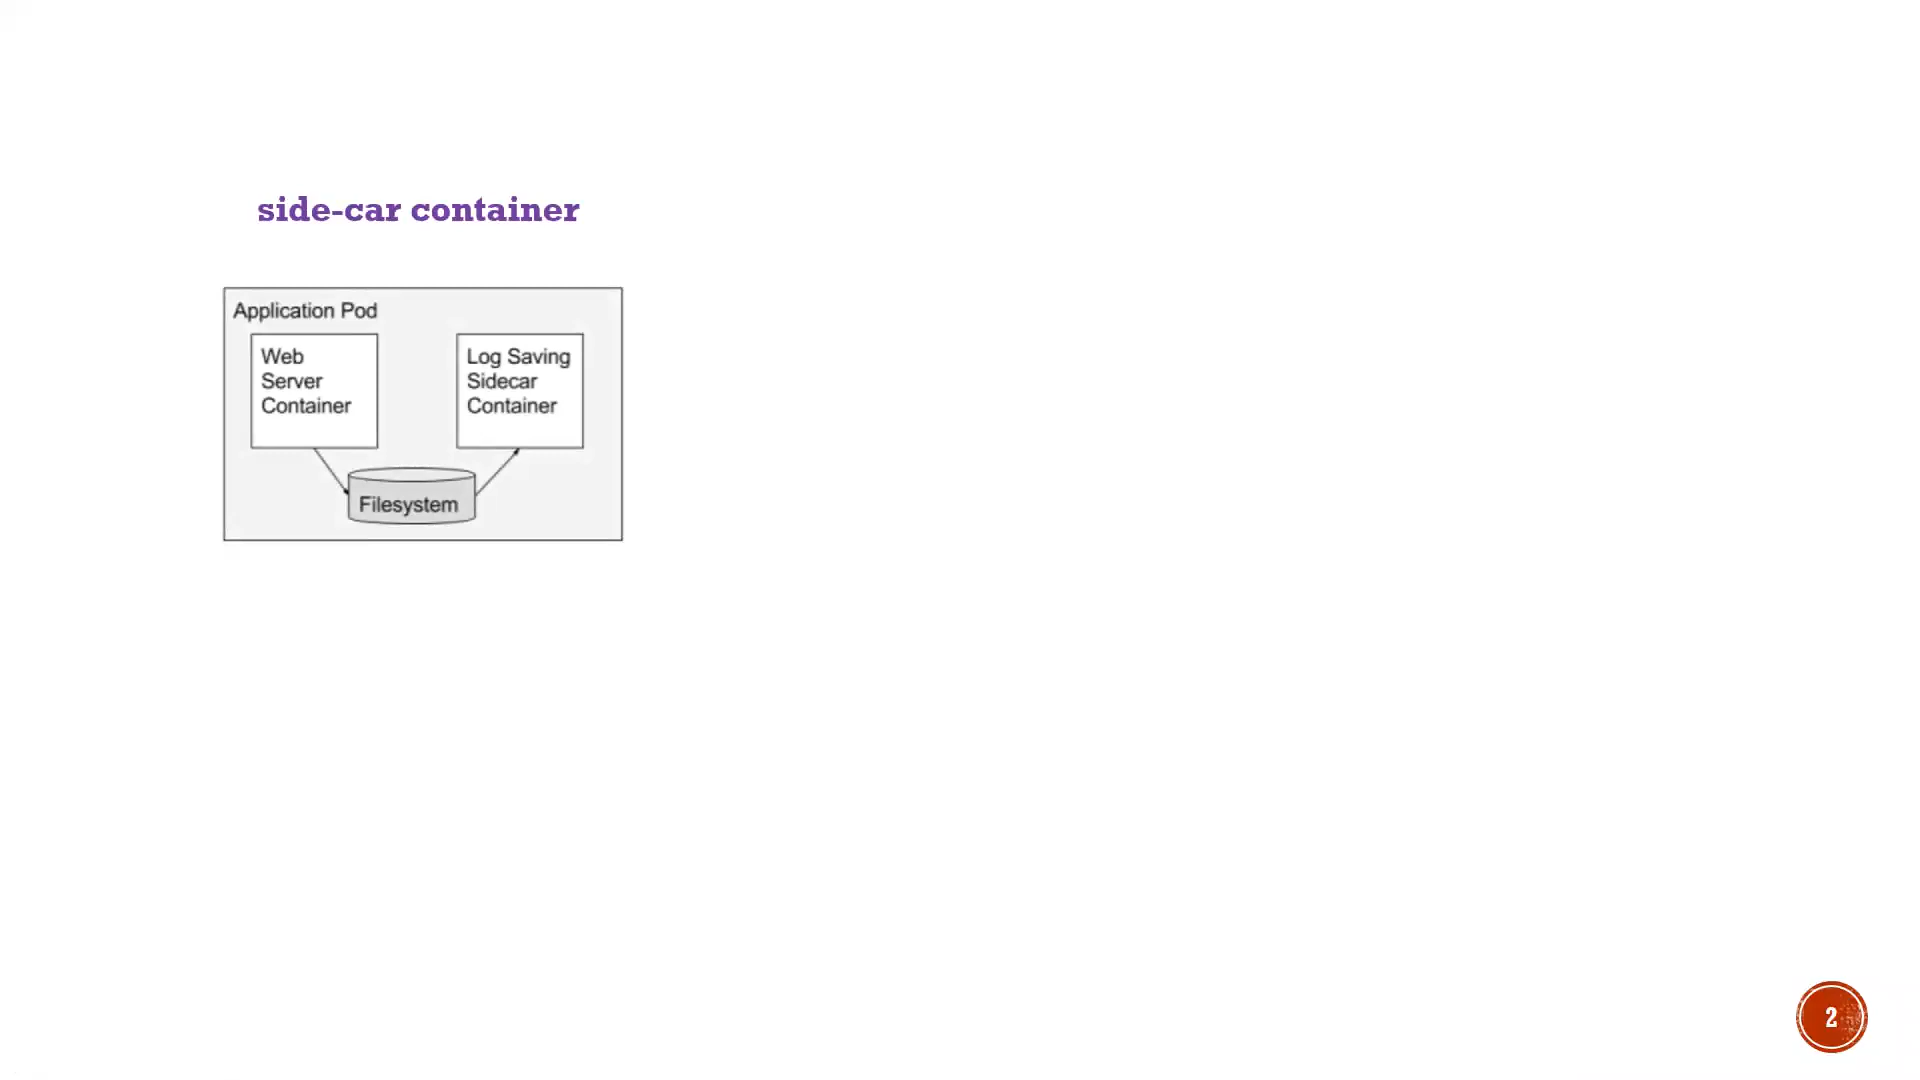 side-car container
Application Pod
Web
Server
Container
Log Saving
Sidecar
Container
Filesystem
2